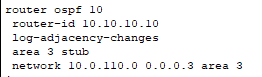 router ospf 10
router-id 10.10.10.10
log-adjacency-changes
area 3 stub
network 10.0.110.0 0.0.0.3 area 3